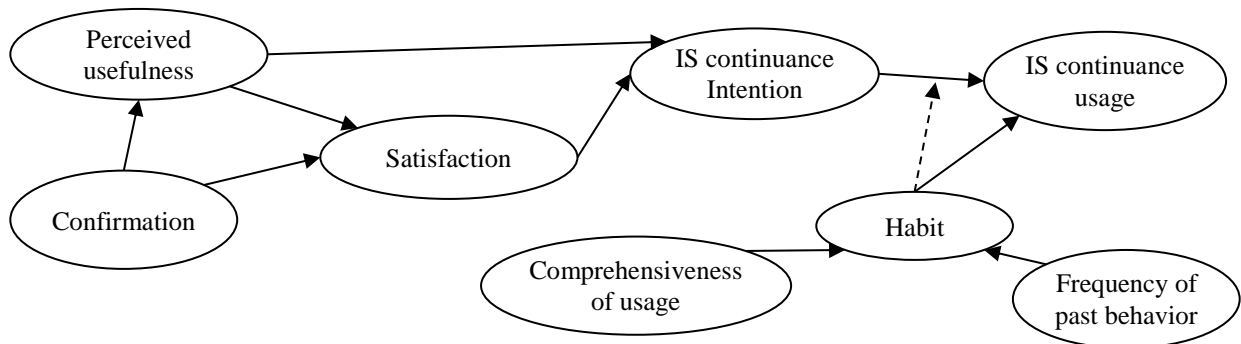 Perceived
usefulness
IS continuance
Intention
IS continuance
usage
Satisfaction
Confirmation
Habit
Comprehensiveness
of usage
Frequency of
past behavior